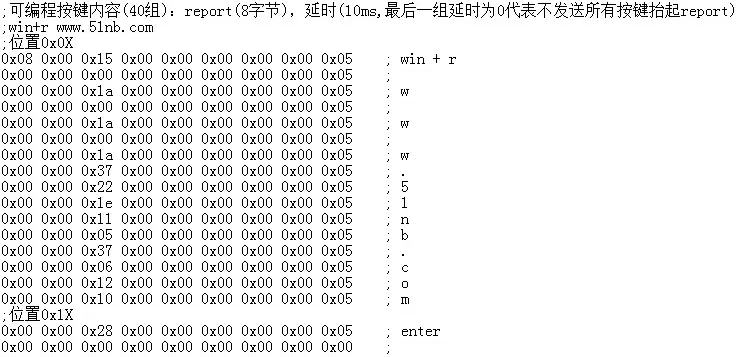 ;可编程按键内容(40组): report(8字节), 延时(10ms,最后一组延时为0代表不发送所有按键抬起report)
;win+r www.51nb.com
;位置0x0X
0x08 0x00 0x15 0x00 0x00 0x00 0x00 0x00 0x05 ; win + r
0x00 0x00 0x00 0x00 0x00 0x00 0x00 0x00 0x05 ;
0x00 0x00 0x1a 0x00 0x00 0x00 0x00 0x00 0x05 ; w
0x00 0x00 0x00 0x00 0x00 0x00 0x00 0x00 0x05 ;
0x00 0x00 0x1a 0x00 0x00 0x00 0x00 0x00 0x05 ; w
0x00 0x00 0x00 0x00 0x00 0x00 0x00 0x00 0x05 ;
0x00 0x00 0x1a 0x00 0x00 0x00 0x00 0x00 0x05 ; w
0x00 0x00 0x37 0x00 0x00 0x00 0x00 0x00 0x05 ; .
0x00 0x00 0x22 0x00 0x00 0x00 0x00 0x00 0x05 ; 5
0x00 0x00 0x1e 0x00 0x00 0x00 0x00 0x00 0x05 ; 1
0x00 0x00 0x11 0x00 0x00 0x00 0x00 0x00 0x05 ; n
0x00 0x00 0x05 0x00 0x00 0x00 0x00 0x00 0x05 ; b
0x00 0x00 0x37 0x00 0x00 0x00 0x00 0x00 0x05 ; .
0x00 0x00 0x06 0x00 0x00 0x00 0x00 0x00 0x05 ; c
0x00 0x00 0x12 0x00 0x00 0x00 0x00 0x00 0x05 ; o
0x00 0x00 0x10 0x00 0x00 0x00 0x00 0x00 0x05 ; m
;位置0x1X
0x00 0x00 0x28 0x00 0x00 0x00 0x00 0x00 0x05 ; enter
0x00 0x00 0x00 0x00 0x00 0x00 0x00 0x00 0x00 ;